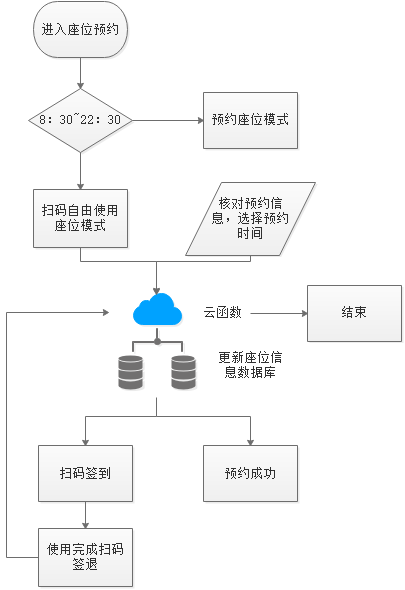 进入座位预约
8：30~22：30
预约座位模式
扫码自由使用
座位模式
核对预约信
息，选择预约
时间
云函数
结束
更新座位信
息数据库
扫码签到
预约成功
使用完成扫码
签退